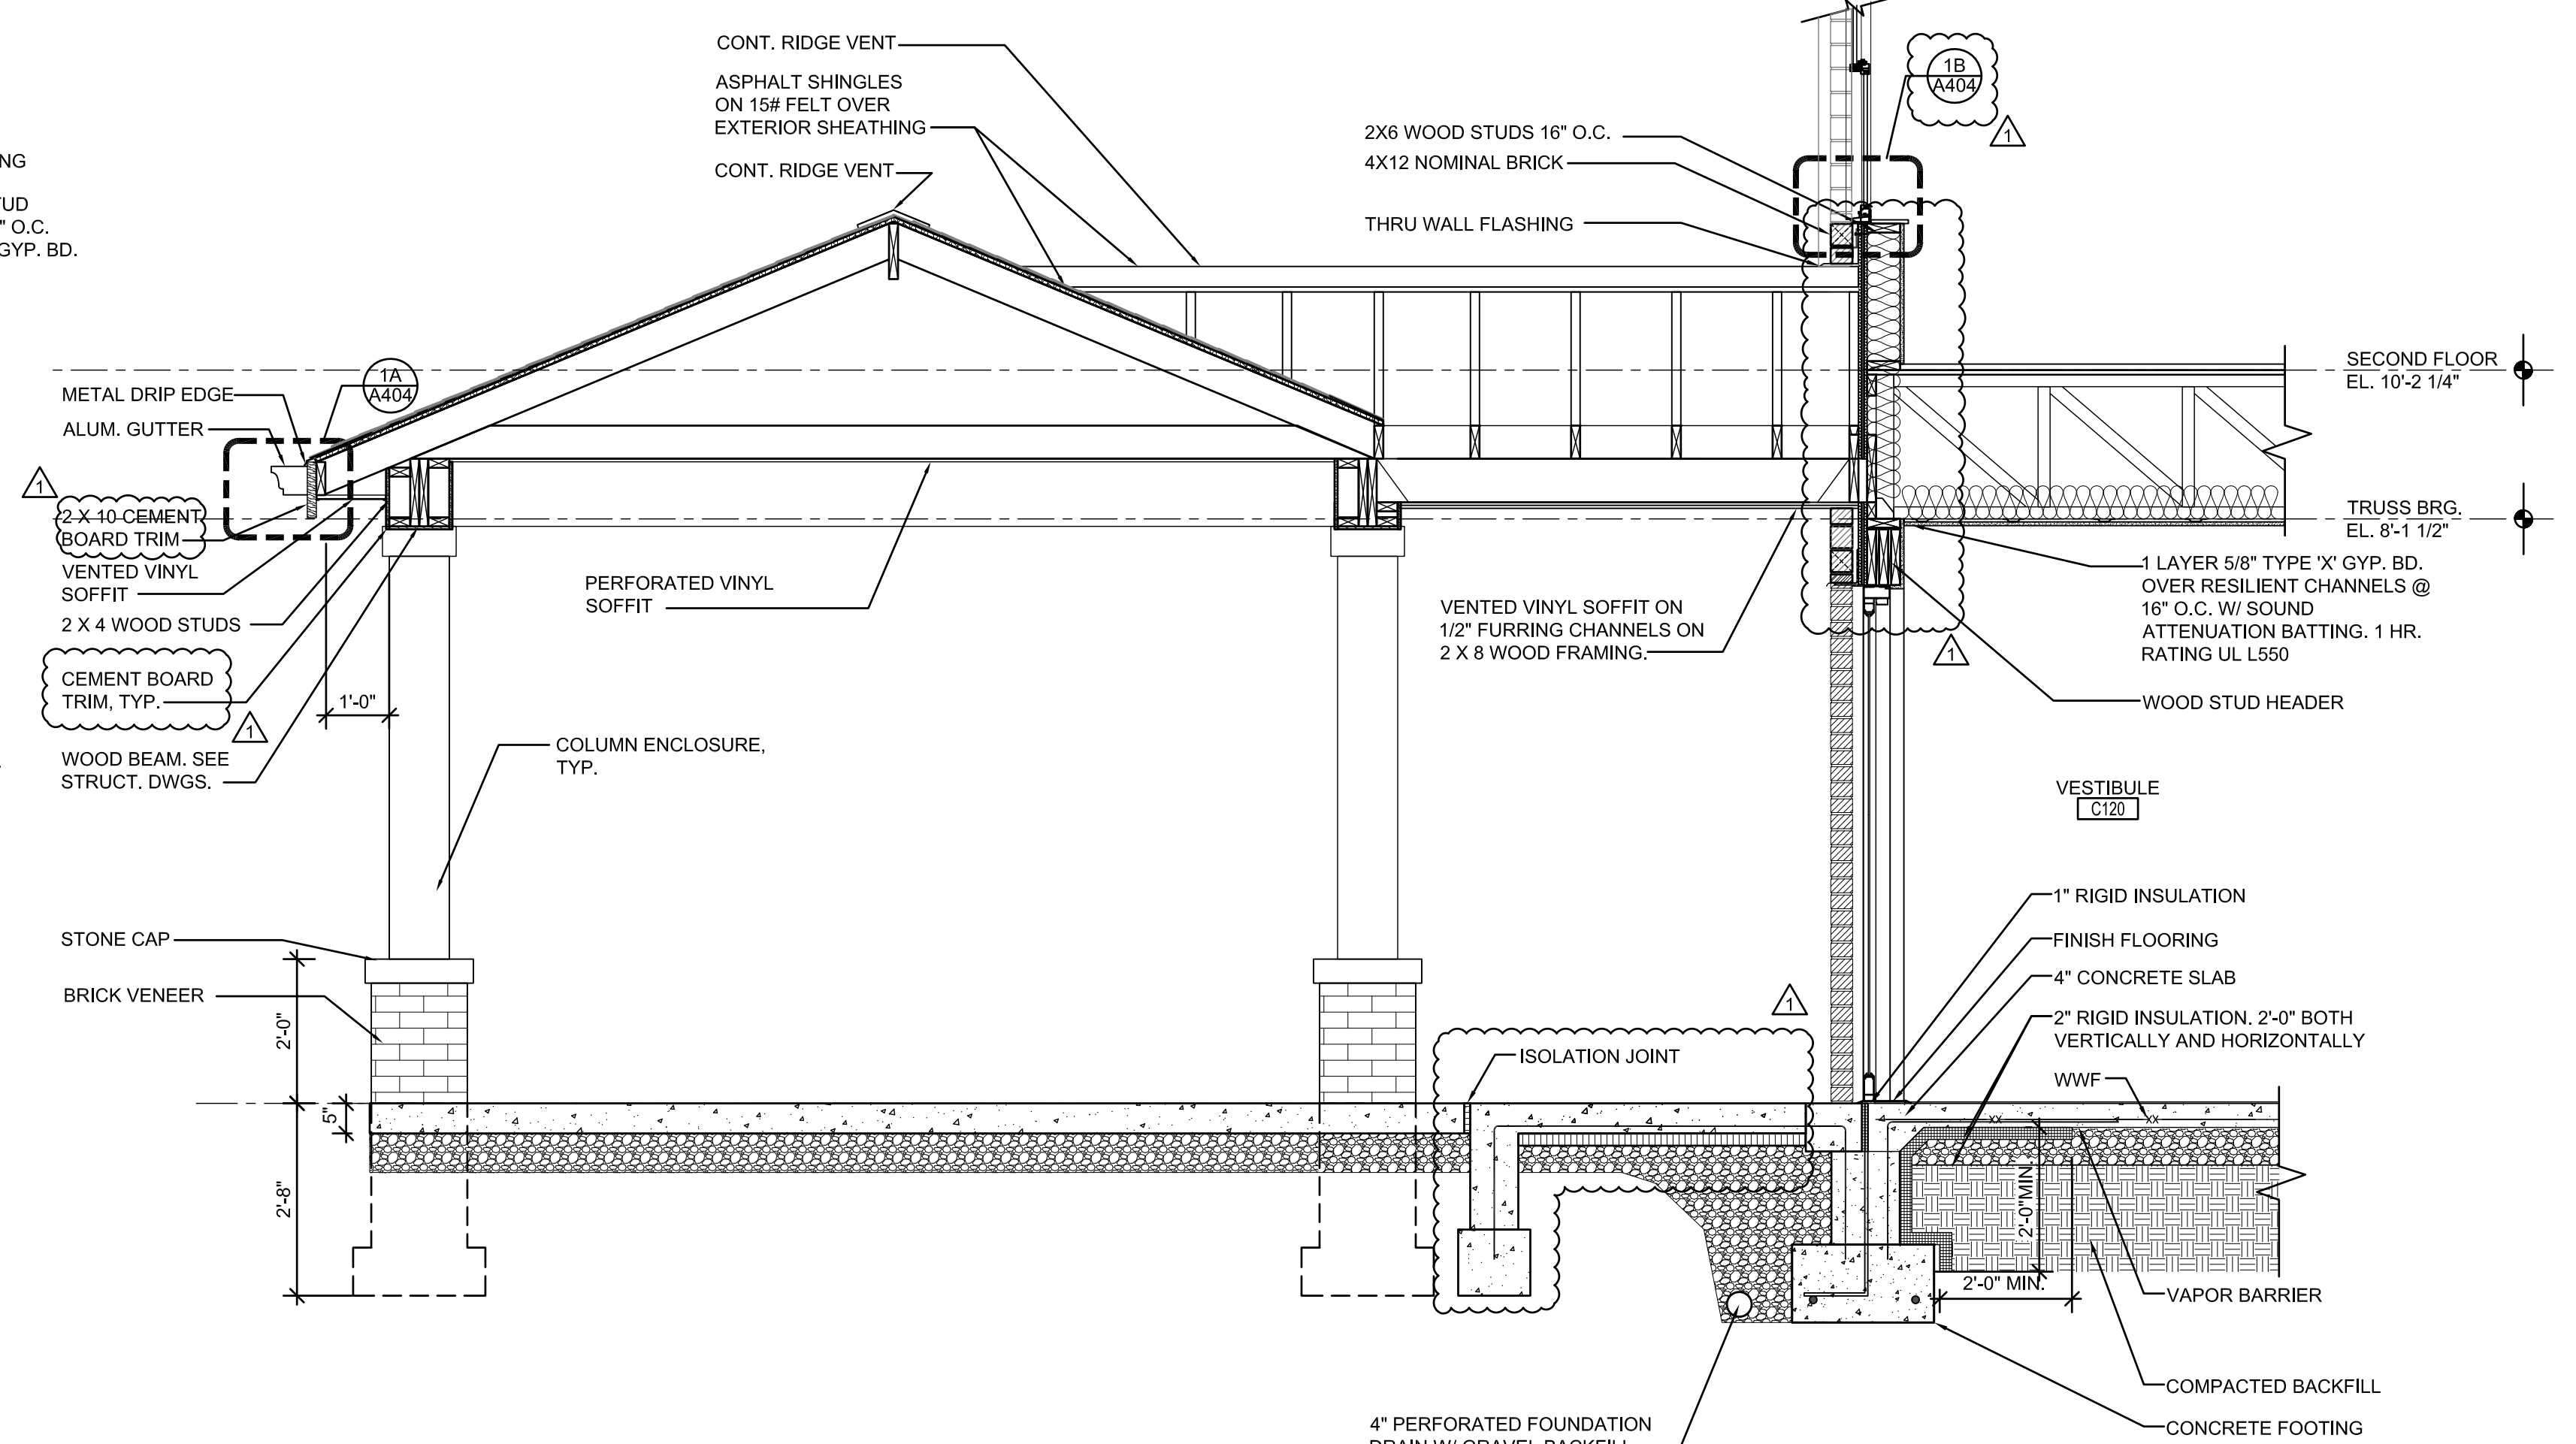 NG
TUD
" O.C.
GYP. BD.
CONT. RIDGE VENT
ASPHALT SHINGLES
ON 15# FELT OVER
EXTERIOR SHEATHING
CONT. RIDGE VENT
2X6 WOOD STUDS 16" O.C.
4X12 NOMINAL BRICK
THRU WALL FLASHING
1B
A404
1
SECOND FLOOR
EL. 10'-2 1/4"
TRUSS BRG.
EL. 8'-1 1/2"
1A
A404
METAL DRIP EDGE
ALUM. GUTTER
1
2 X 10 CEMENT
BOARD TRIM
VENTED VINYL
SOFFIT
2 X 4 WOOD STUDS
CEMENT BOARD
TRIM, TYP.
1
1'-0"
WOOD BEAM. SEE
STRUCT. DWGS.
PERFORATED VINYL
SOFFIT
COLUMN ENCLOSURE,
TYP.
VENTED VINYL SOFFIT ON
1/2" FURRING CHANNELS ON
2 X 8 WOOD FRAMING.
1
1 LAYER 5/8" TYPE 'X' GYP. BD.
OVER RESILIENT CHANNELS @
16" O.C. W/ SOUND
ATTENUATION BATTING. 1 HR.
RATING UL L550
WOOD STUD HEADER
VESTIBULE
C120
STONE CAP
BRICK VENEER
2'-0"
5"
2'-8"
1
ISOLATION JOINT
1" RIGID INSULATION
FINISH FLOORING
4" CONCRETE SLAB
2" RIGID INSULATION. 2'-0" BOTH
VERTICALLY AND HORIZONTALLY
WWF
XX
XX
2'-0"MIN.
2'-0" MIN.
VAPOR BARRIER
COMPACTED BACKFILL
CONCRETE FOOTING
4" PERFORATED FOUNDATION
DRAIN W/ GRAVEL BACKFILL